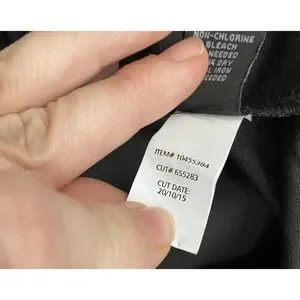 NON-CHLORINE
BLEACH
NEEDED
DRY
IRON
NEEDED
ITEM# 10455304
CUT# 655283
CUT DATE:
20/10/15